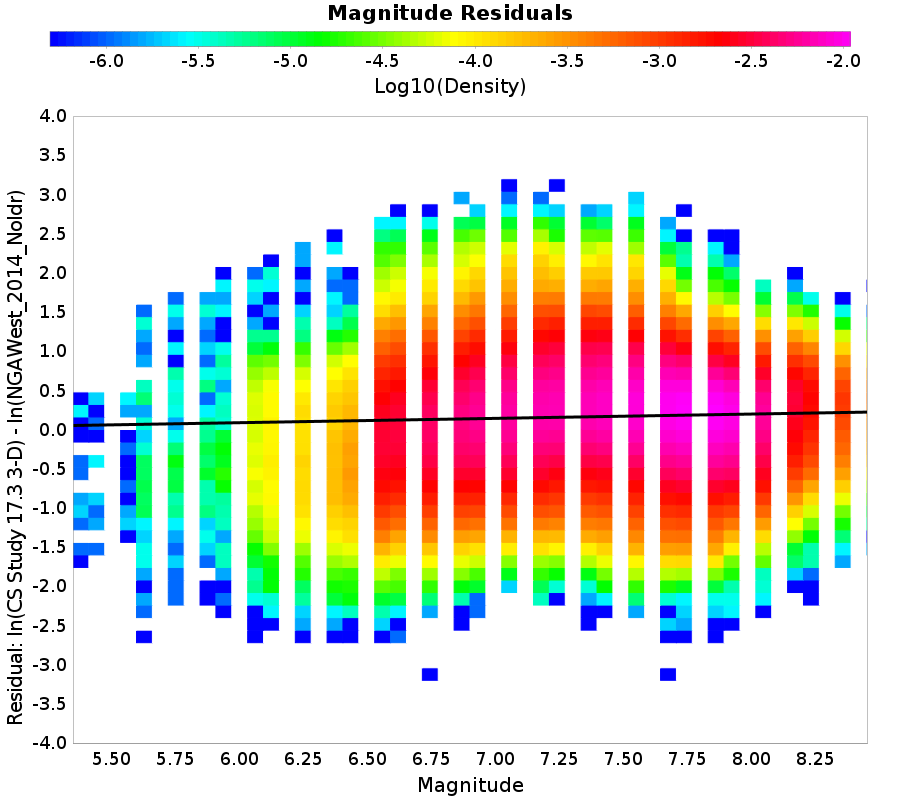 Magnitude Residuals
-6.0 -5.5 -5.0 -4.5 -4.0 -3.5 -3.0 -2.5 -2.0
Log10(Density)
Residual: ln(CS Study 17.3 3-D) - ln(NGAWest_2014_NoIdr)
4.0
3.5
3.0
2.5
2.0
1.5
1.0
0.5
0.0
-0.5
-1.0
-1.5
-2.0
-2.5
-3.0
-3.5
-4.0
5.50 5.75 6.00 6.25 6.50 6.75 7.00 7.25 7.50 7.75 8.00 8.25
Magnitude